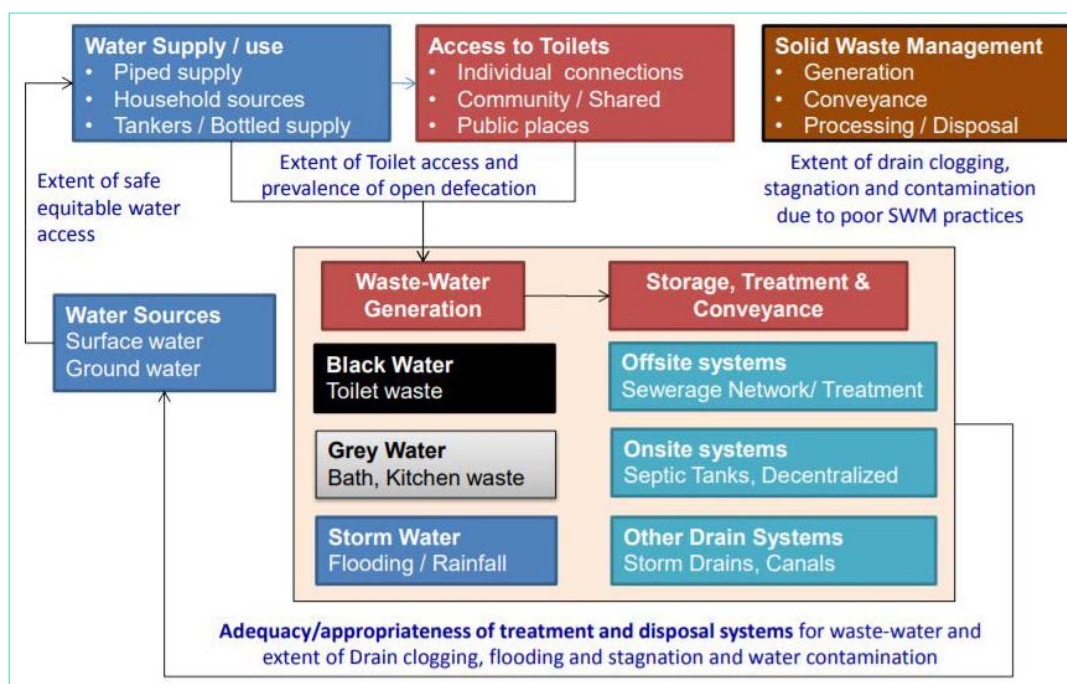 Water Supply / use
• Piped supply
• Household sources
• Tankers / Bottled supply
Access to Toilets
• Individual connections
• Community / Shared
• Public places
Solid Waste Management
• Generation
• Conveyance
• Processing / Disposal
Extent of safe
equitable water
access
Extent of Toilet access and
prevalence of open defecation
Extent of drain clogging,
stagnation and contamination
due to poor SWM practices
Water Sources
Surface water
Ground water
Waste-Water
Generation
Storage, Treatment &
Conveyance
Black Water
Toilet waste
Offsite systems
Sewerage Network/ Treatment
Grey Water
Bath, Kitchen waste
Onsite systems
Septic Tanks, Decentralized
Storm Water
Flooding / Rainfall
Other Drain Systems
Storm Drains, Canals
Adequacy/appropriateness of treatment and disposal systems for waste-water and
extent of Drain clogging, flooding and stagnation and water contamination